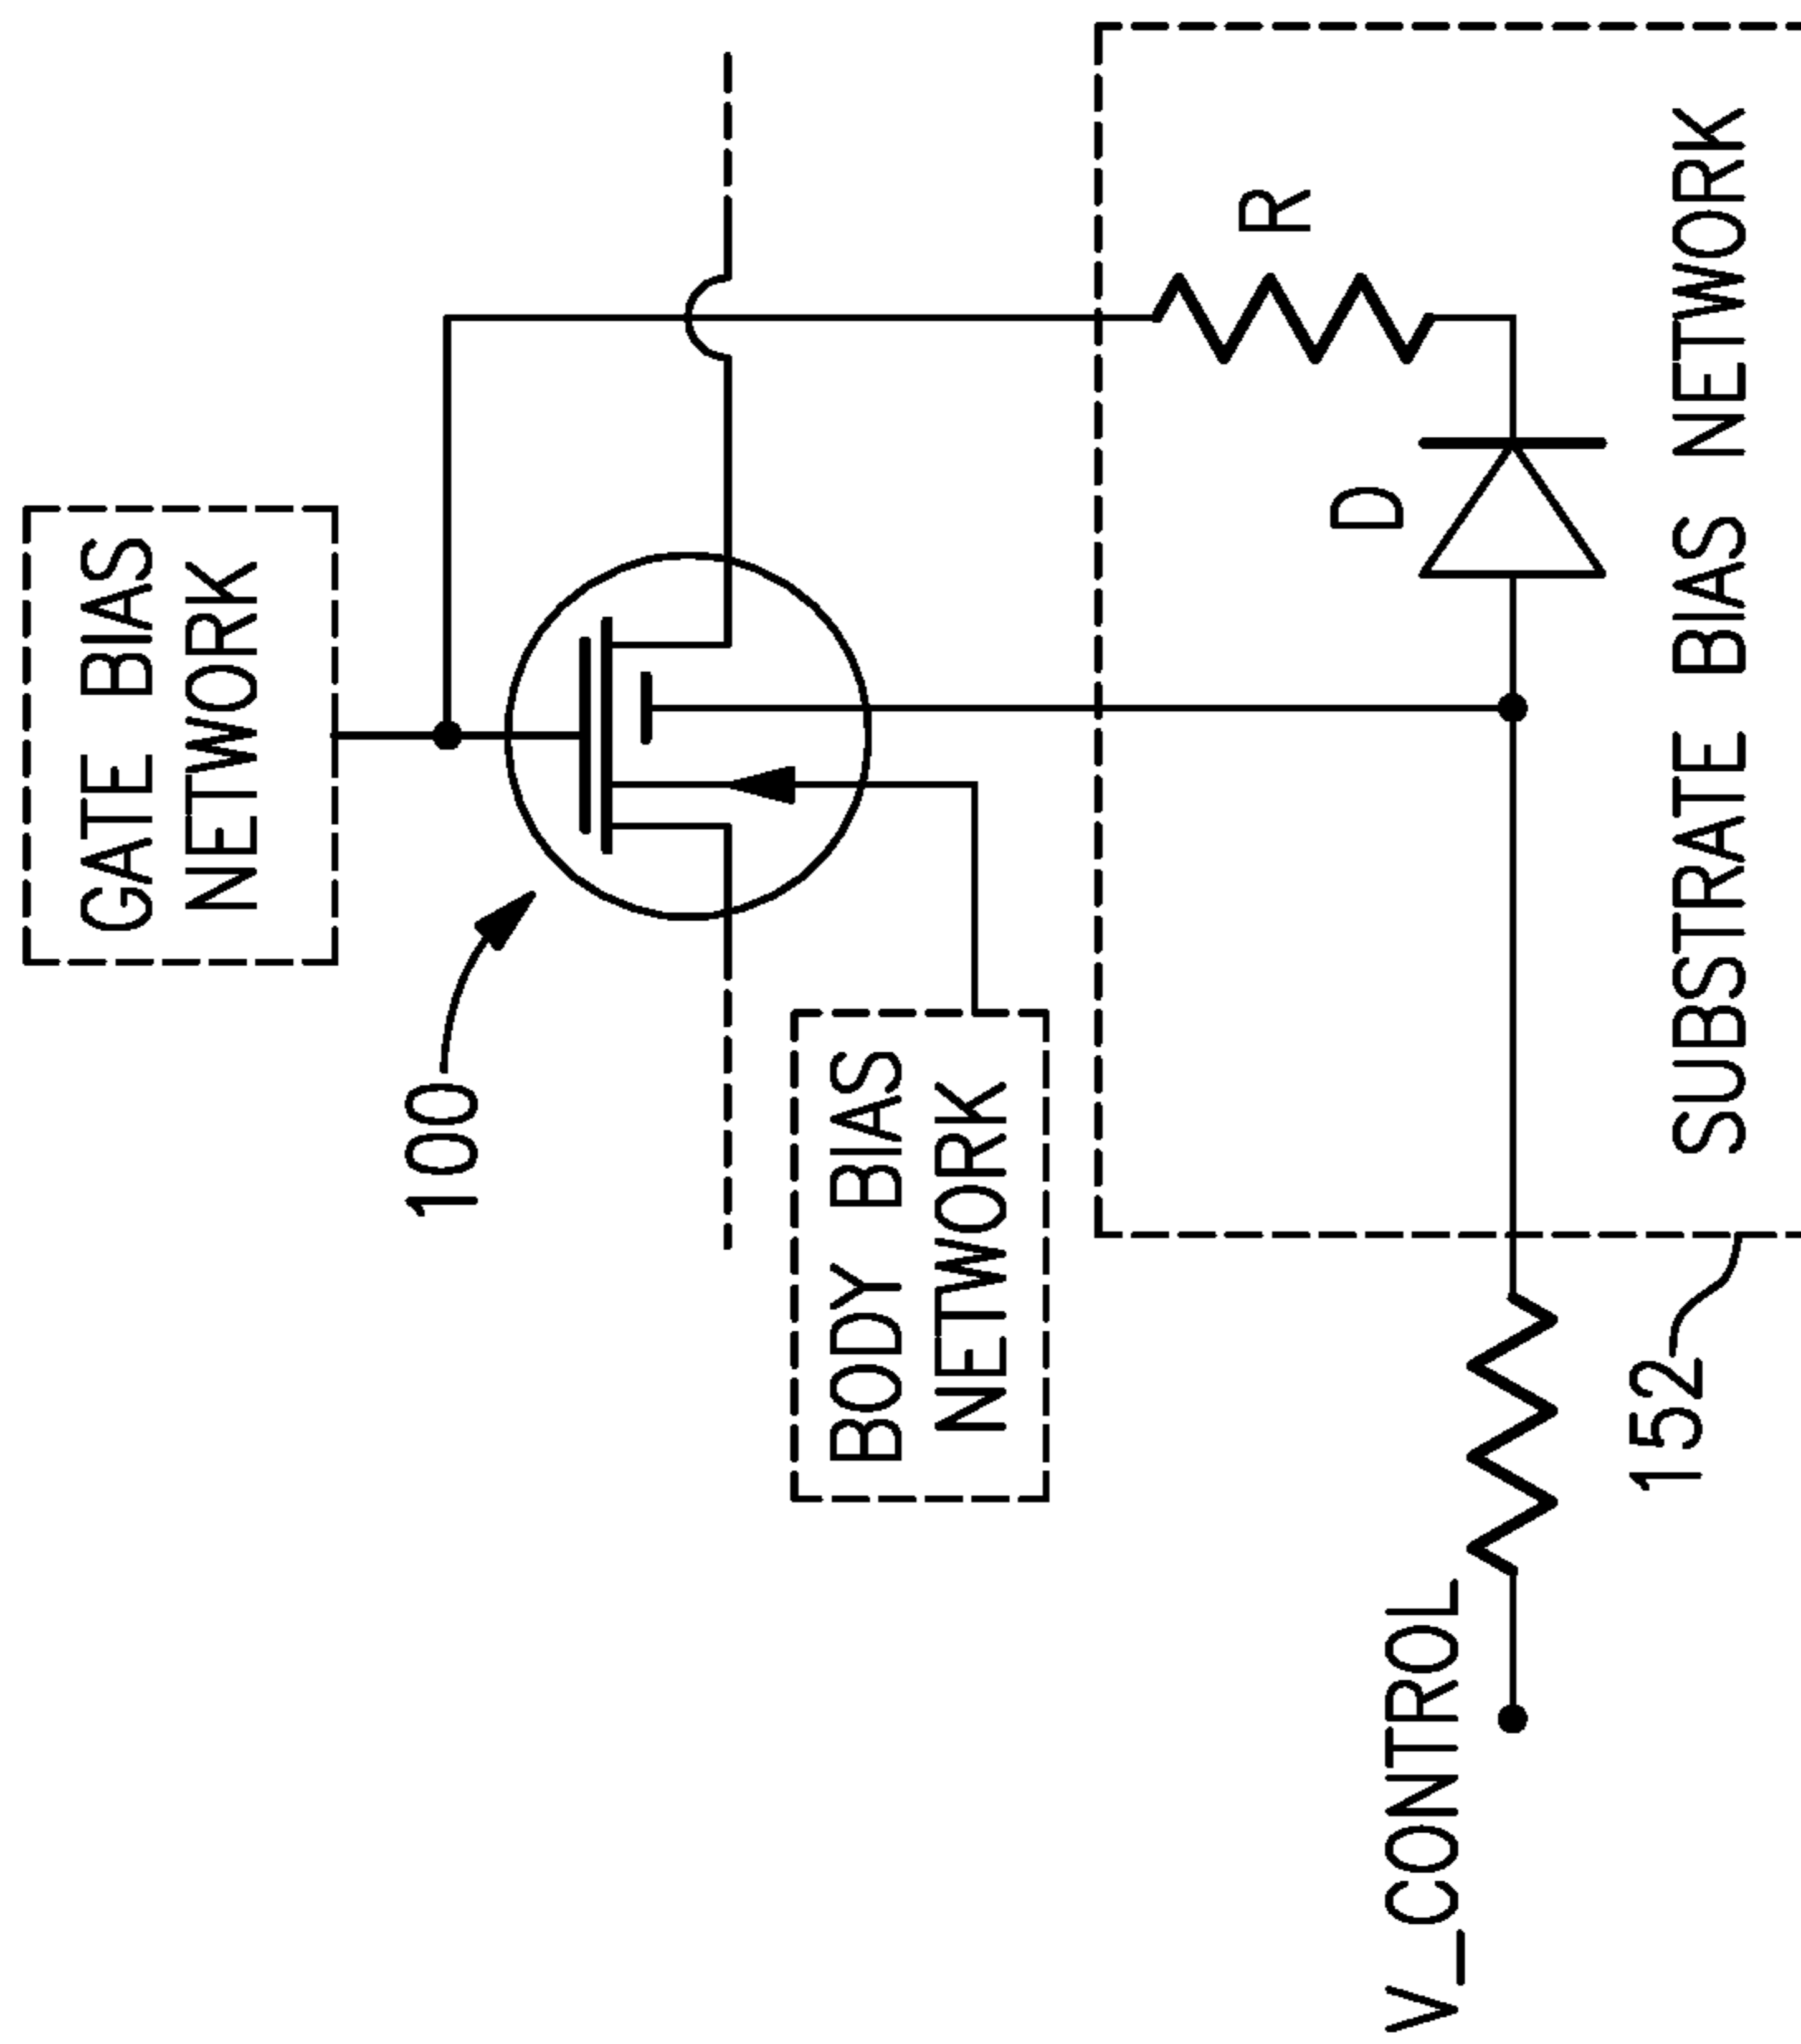 GATE BIAS
NETWORK
100
BODY BIAS
NETWORK
R
D
V_CONTROL
152
SUBSTRATE BIAS NETWORK